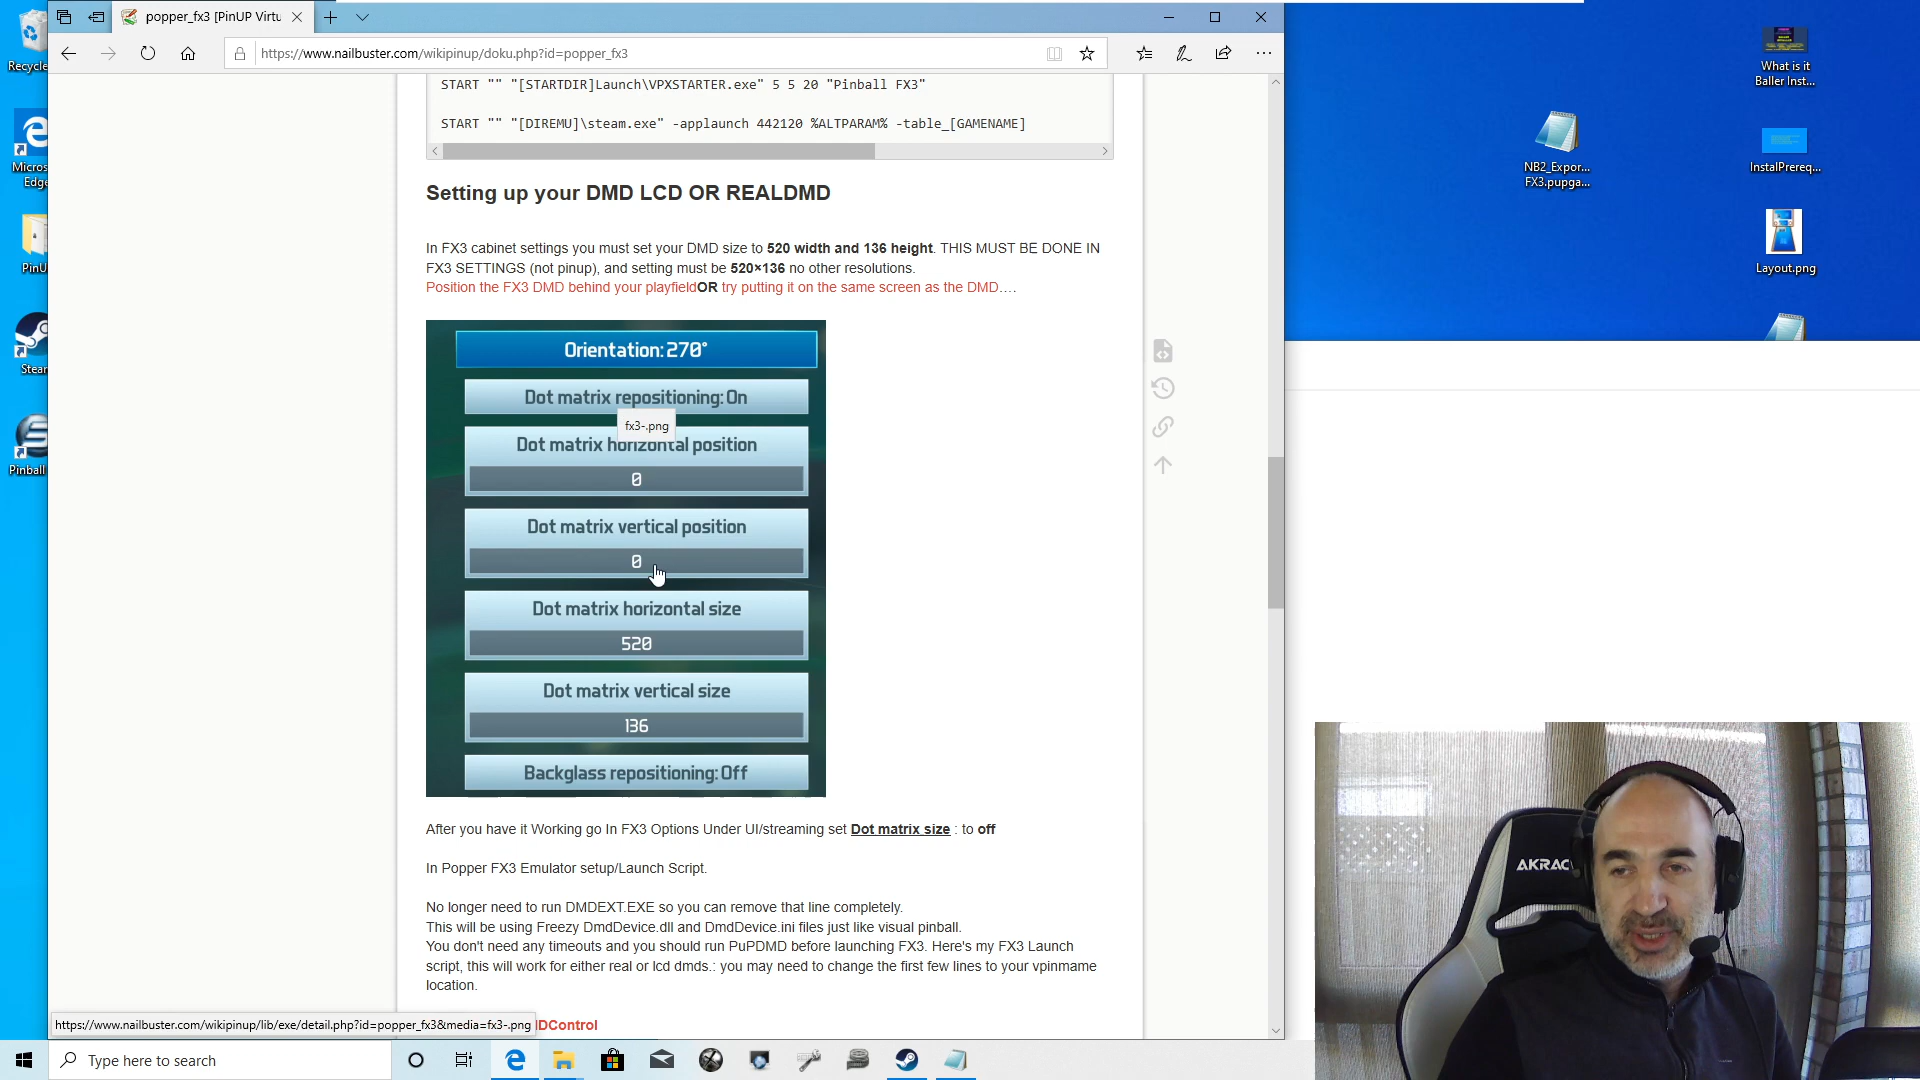 popper_fx3 [PinUP Virtu
https://www.nailbuster.com/wikipinup/doku.php?id=popper_fx3
START "" "[STARTDIR]Launch\VPXSTARTER.exe" 5 5 20 "Pinball FX3"
START "" "[DIREMU]\steam.exe" -applaunch 442120 %ALTPARAM% -table_[GAMENAME]
Setting up your DMD LCD OR REALDMD
In FX3 cabinet settings you must set your DMD size to 520 width and 136 height. THIS MUST BE DONE IN
FX3 SETTINGS (not pinup), and setting must be 520×136 no other resolutions.
Position the FX3 DMD behind your playfieldOR try putting it on the same screen as the DMD....
Orientation: 270°
Dot matrix repositioning: On
fx3-.png
Dot matrix horizontal position
0
Dot matrix vertical position
0
Dot matrix horizontal size
520
Dot matrix vertical size
136
Backglass repositioning: Off
After you have it Working go In FX3 Options Under UI/streaming set Dot matrix size : to off
In Popper FX3 Emulator setup/Launch Script.
No longer need to run DMDEXT.EXE so you can remove that line completely.
This will be using Freezy DmdDevice.dll and DmdDevice.ini files just like visual pinball.
You don't need any timeouts and you should run PuPDMD before launching FX3. Here's my FX3 Launch
script, this will work for either real or lcd dmds.: you may need to change the first few lines to your vpinmame
location.
https://www.nailbuster.com/wikipinup/lib/exe/detail.php?id=popper_fx3&media=fx3-.png
DControl
Recycle
Micros
Edge
PinU
Stear
Pinball
What is it
Baller Inst...
NB2_Expor...
FX3.pupga...
InstalPrereq...
Layout.png
AKRAC
Type here to search